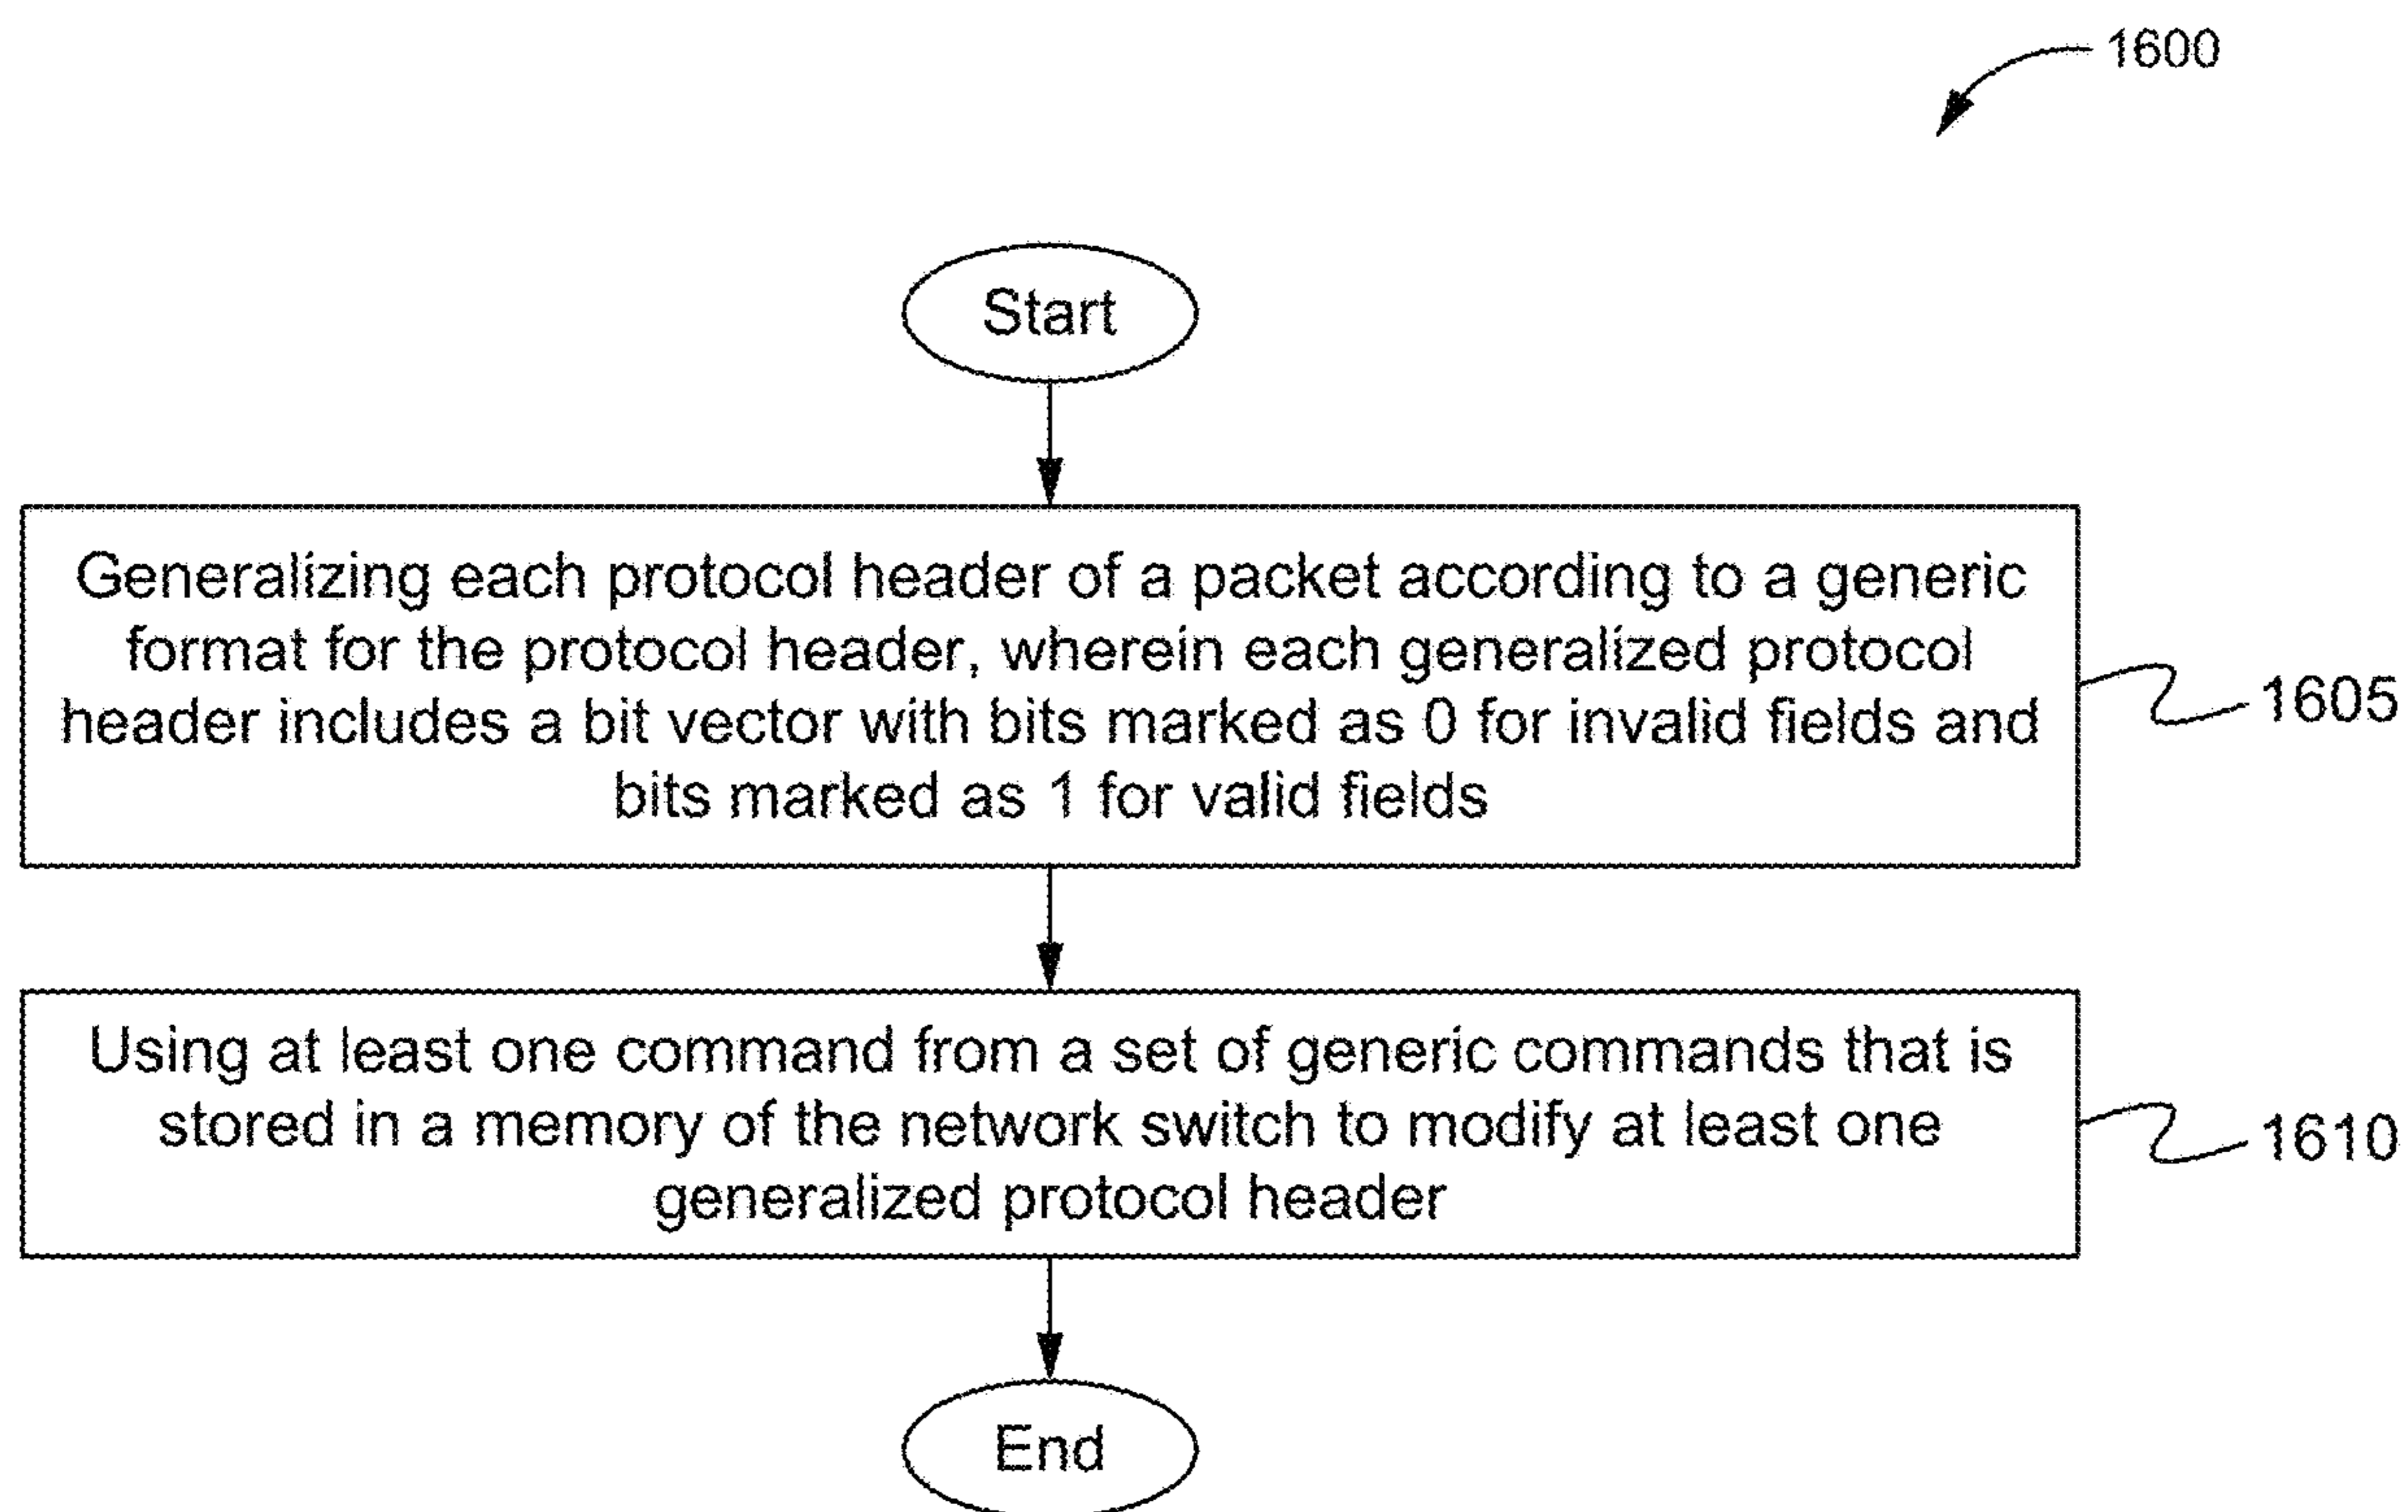 1600
Start
Generalizing each protocol header of a packet according to a generic
format for the protocol header, wherein each generalized protocol
header includes a bit vector with bits marked as 0 for invalid fields and
bits marked as 1 for valid fields
1605
Using at least one command from a set of generic commands that is
stored in a memory of the network switch to modify at least one
generalized protocol header
1610
End